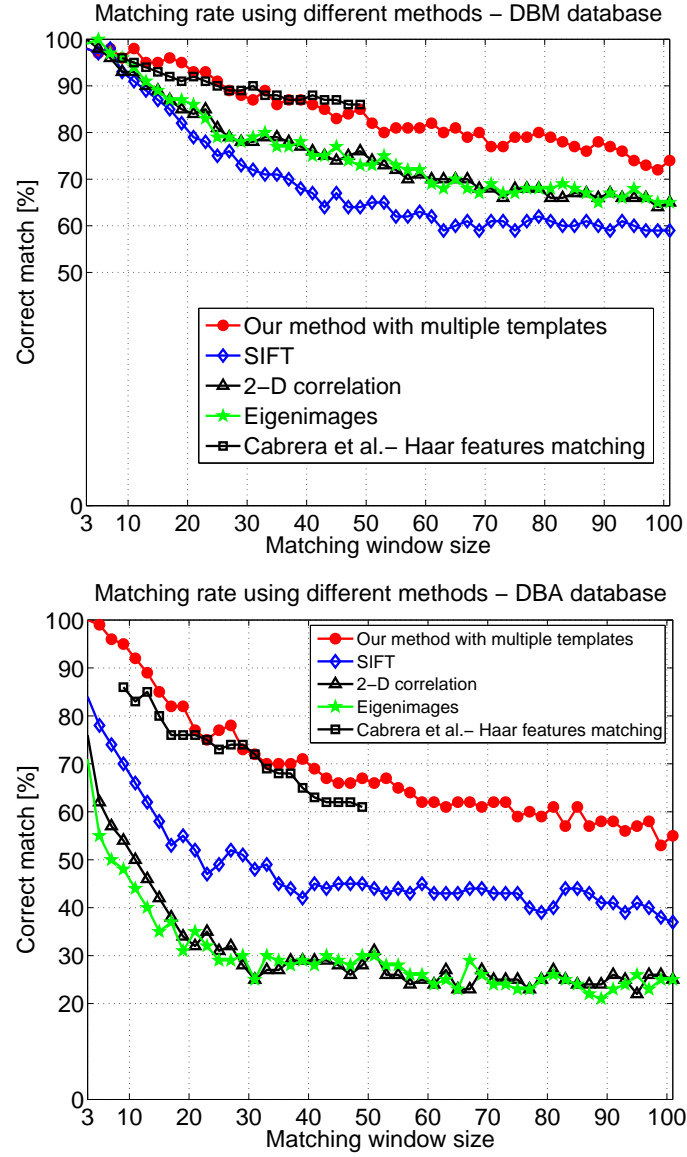 Matching rate using different methods − DBM database
100
90
80
70
60
50
0
Correct match [%]
Our method with multiple templates
SIFT
2−D correlation
Eigenimages
Cabrera et al.− Haar features matching
3 10 20 30 40 50 60 70 80 90 100
Matching window size
Matching rate using different methods − DBA database
100
90
80
70
60
50
40
30
20
0
Correct match [%]
Our method with multiple templates
SIFT
2−D correlation
Eigenimages
Cabrera et al.− Haar features matching
3 10 20 30 40 50 60 70 80 90 100
Matching window size